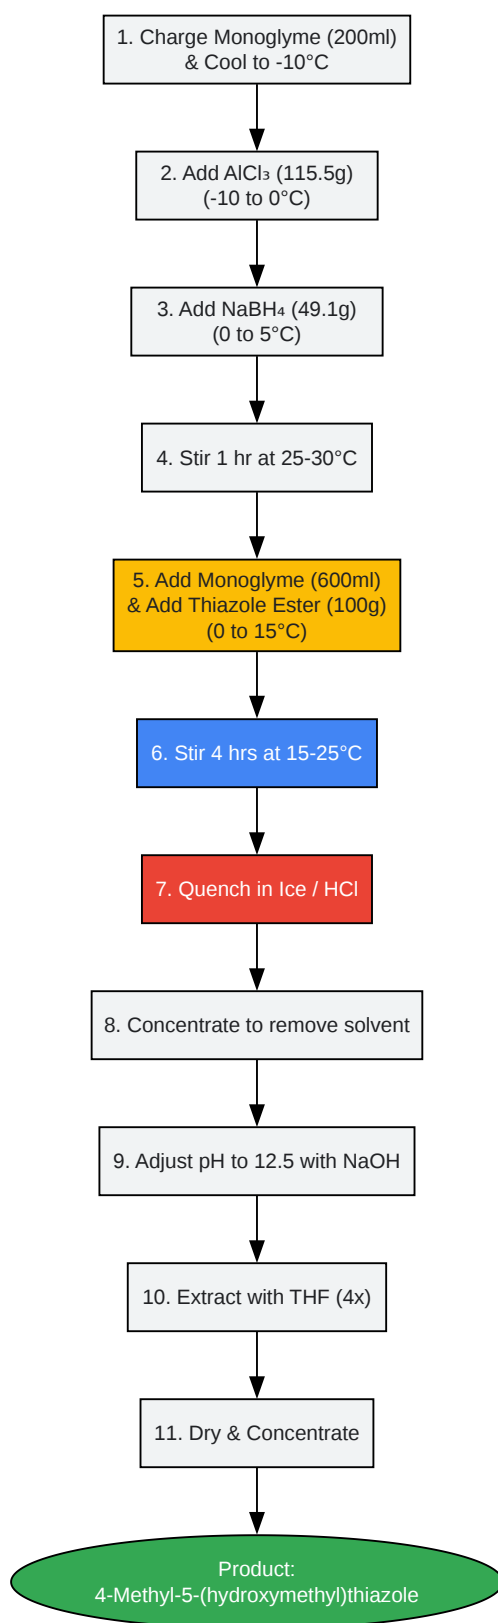 1. Charge Monoglyme (200ml)
& Cool to -10°C
2. Add AlCl₃ (115.5g)
(-10 to 0°C)
3. Add NaBH₄ (49.1g)
(0 to 5°C)
4. Stir 1 hr at 25-30°C
5. Add Monoglyme (600ml)
& Add Thiazole Ester (100g)
(0 to 15°C)
6. Stir 4 hrs at 15-25°C
7. Quench in Ice / HCl
8. Concentrate to remove solvent
9. Adjust pH to 12.5 with NaOH
10. Extract with THF (4x)
11. Dry & Concentrate
Product:
4-Methyl-5-(hydroxymethyl)thiazole